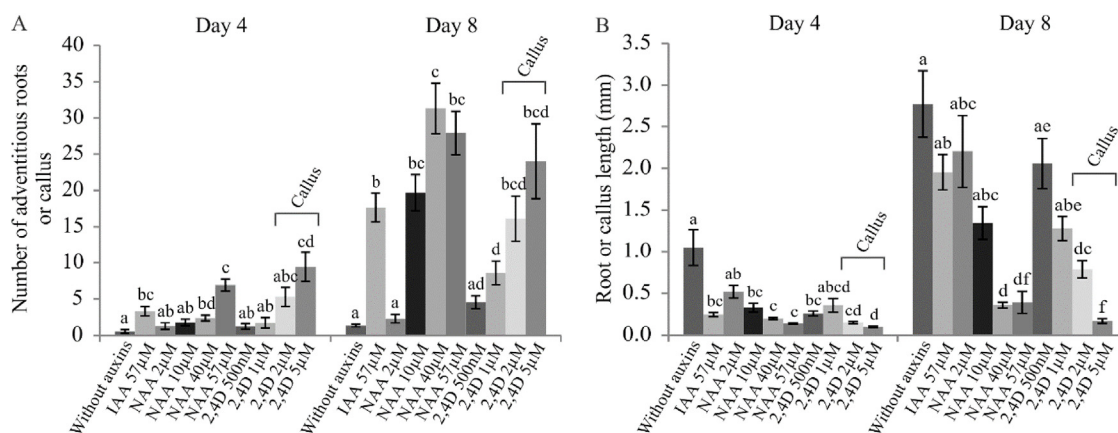 A
Day 4
Day 8
Number of adventitious roots
or callus
40
35
30
25
20
15
10
5
0
a
bc
ab
ab
bd
c
ab
ab
abc
cd
Callus
a
b
a
bc
c
bc
ad
d
bcd
bcd
Callus
Without auxins
IAA 57µM
NAA 2µM
NAA 10µM
NAA 40µM
NAA 57µM
2,4D 500nM
2,4D 1µM
2,4D 2µM
2,4D 5µM
Without auxins
IAA 57µM
NAA 2µM
NAA 10µM
NAA 40µM
NAA 57µM
2,4D 500nM
2,4D 1µM
2,4D 2µM
2,4D 5µM
B
Day 4
Day 8
Root or callus length (mm)
3.5
3.0
2.5
2.0
1.5
1.0
0.5
0.0
a
bc
ab
bc
c
c
bc
abcd
cd
d
Callus
a
ab
abc
bc
d
df
ae
abe
dc
f
Callus
Without auxins
IAA 57µM
NAA 2µM
NAA 10µM
NAA 40µM
NAA 57µM
2,4D 500nM
2,4D 1µM
2,4D 2µM
2,4D 5µM
Without auxins
IAA 57µM
NAA 2µM
NAA 10µM
NAA 40µM
NAA 57µM
2,4D 500nM
2,4D 1µM
2,4D 2µM
2,4D 5µM